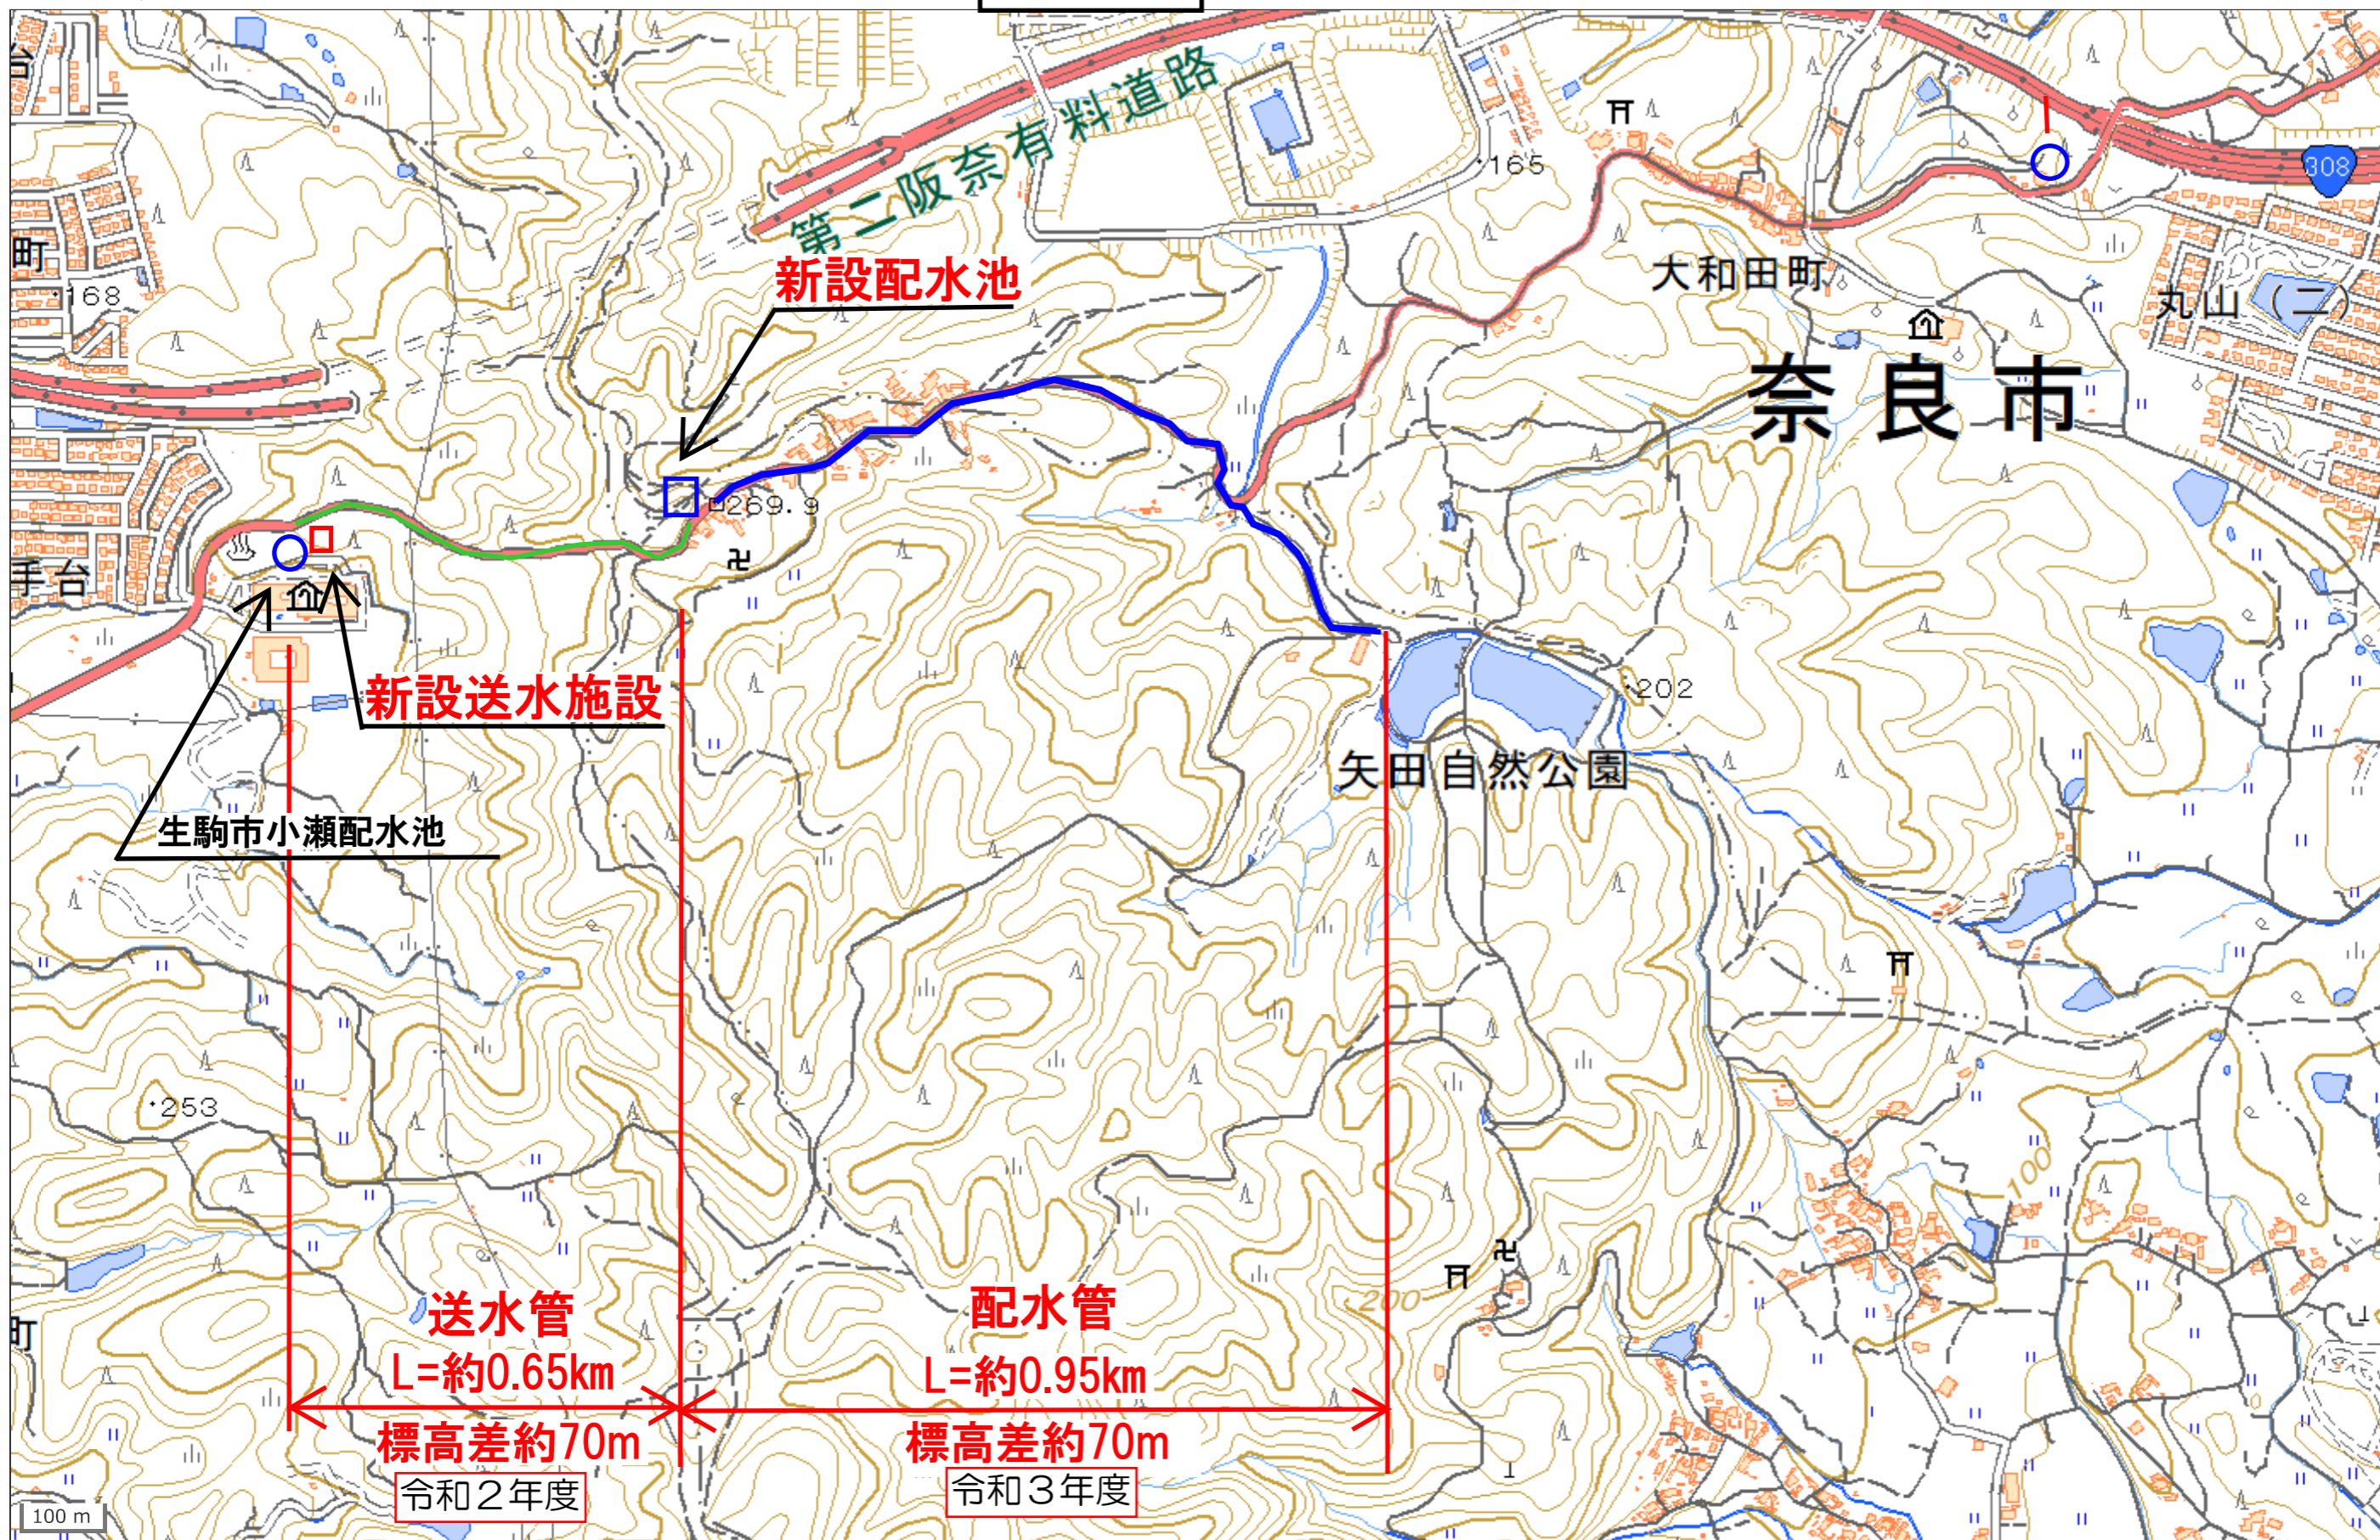 台
第二阪奈有料道路
165
308
町
168
新設配水池
大和田町
丸山(二)
奈良市
269.9
手台
新設送水施設
202
矢田自然公園
生駒市小瀬配水池
253
100
200
町
送水管
L=約0.65km
標高差約70m
令和2年度
配水管
L=約0.95km
標高差約70m
令和3年度
100 m